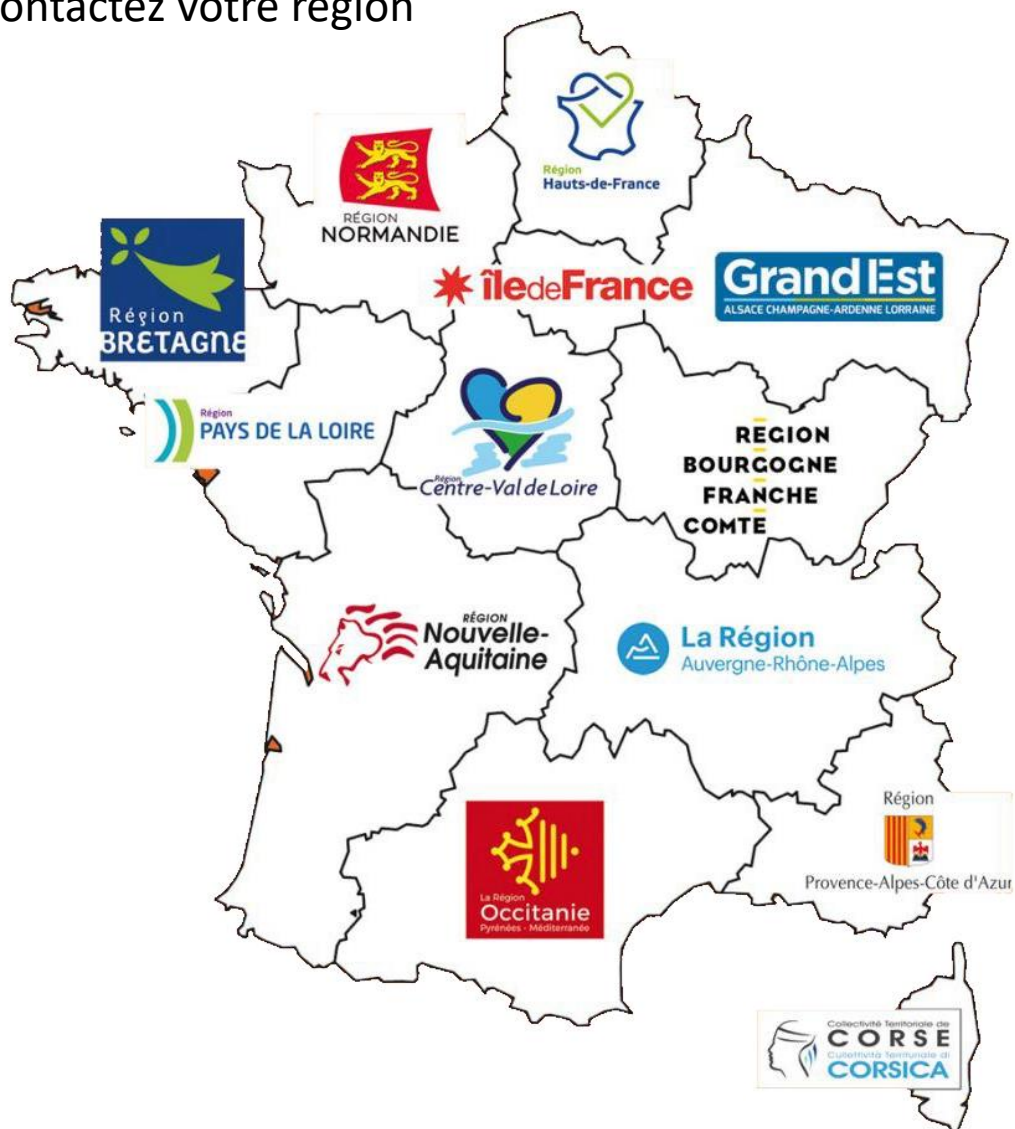 ontactez votre région
Région
Hauts-de-France
RÉGION
NORMANDIE
îledeFrance
GrandEst
ALSACE CHAMPAGNE-ARDENNE LORRAINE
Région
BRETAGNE
Région
PAYS DE LA LOIRE
Région
Centre-Val de Loire
REGION
BOURGOGNE
FRANCHE
COMTE
RÉGION
Nouvelle-
Aquitaine
La Région
Auvergne-Rhône-Alpes
Région
Provence-Alpes-Côte d'Azur
La Région
Occitanie
Pyrénées - Méditerranée
Collectivité Territoriale de
CORSE
Cullettività Territuriale di
CORSICA